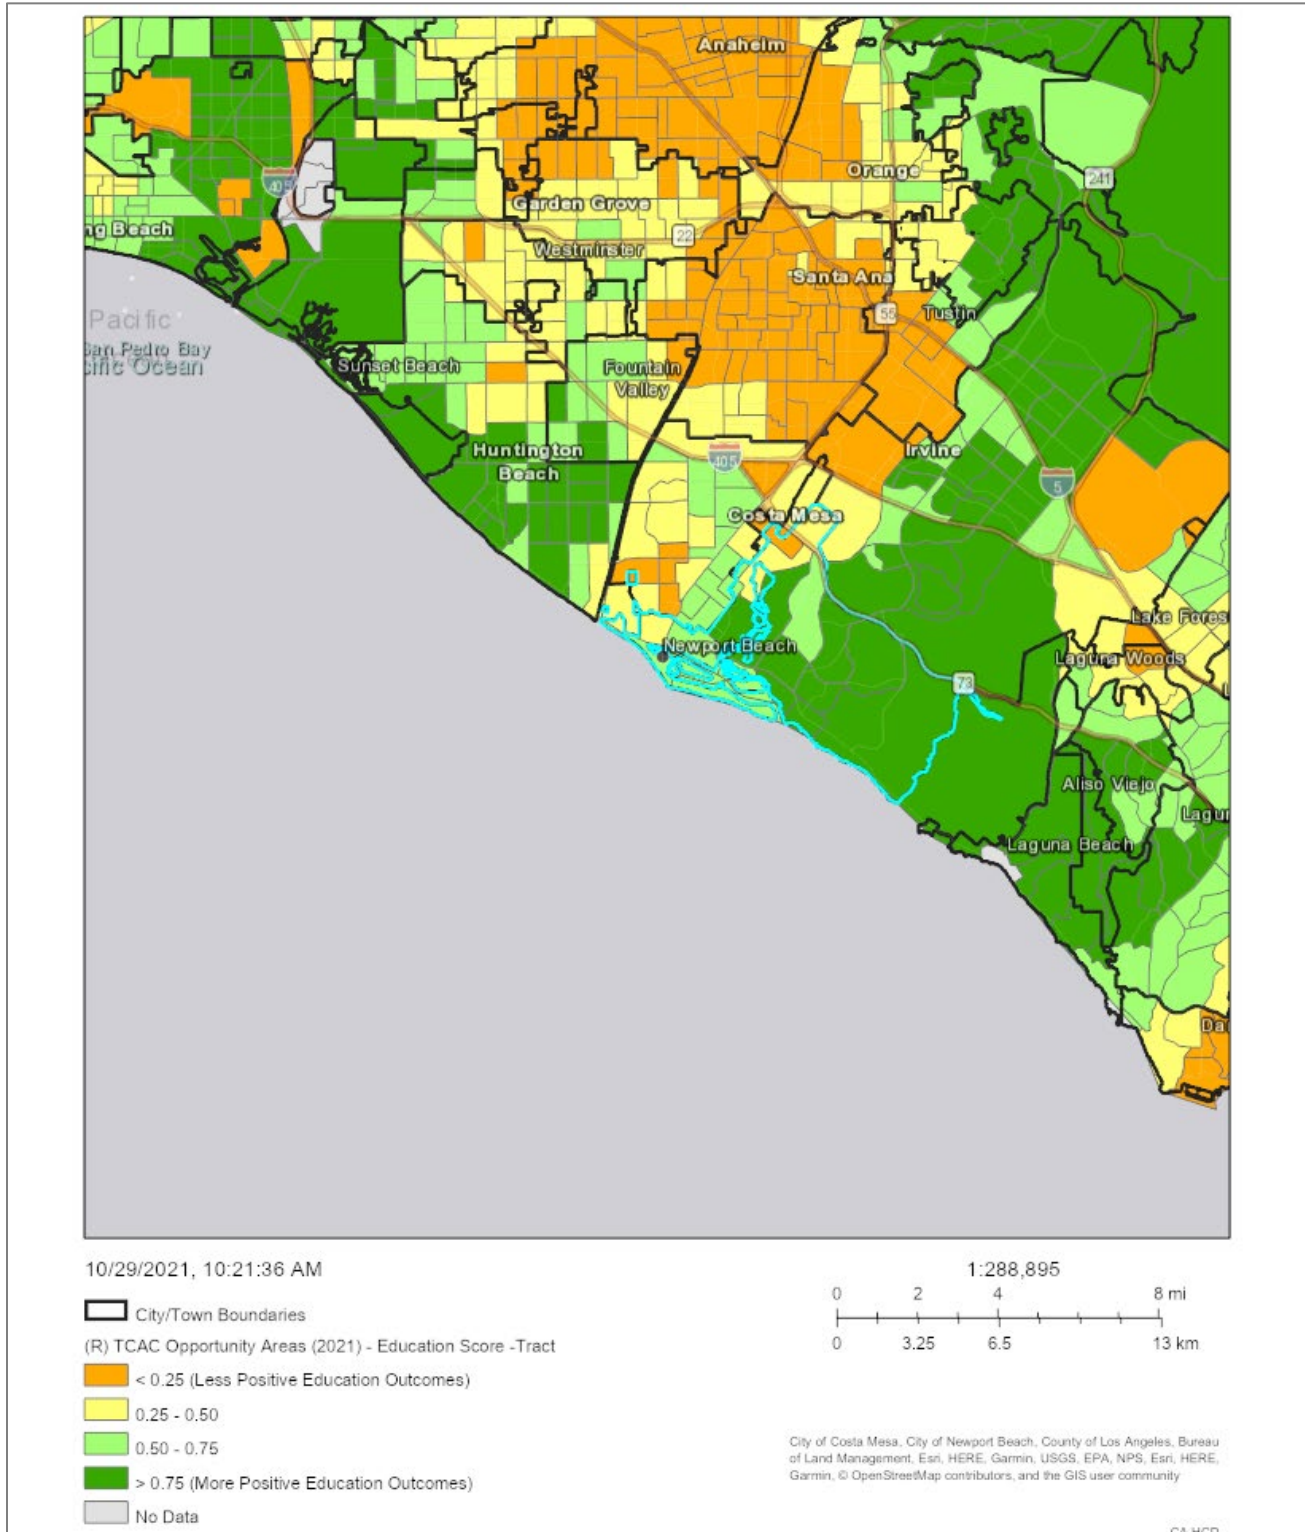 Anaheim
Orange
241
405
Garden Grove
ng Beach
22
Westminster
Santa Ana
55
Tustin
Pacific
San Pedro Bay
cific Ocean
Sunset Beach
Fountain
Valley
Huntington
Beach
405
Irvine
5
Costa Mesa
Lake Fores
Newport Beach
Laguna Woods
L
73
Aliso Viejo
Lagur
Laguna Beach
Da
10/29/2021, 10:21:36 AM
City/Town Boundaries
(R) TCAC Opportunity Areas (2021) - Education Score -Tract
< 0.25 (Less Positive Education Outcomes)
0.25 - 0.50
0.50 - 0.75
> 0.75 (More Positive Education Outcomes)
No Data
1:288,895
0 2 4 8 mi
0 3.25 6.5 13 km
City of Costa Mesa, City of Newport Beach, County of Los Angeles, Bureau
of Land Management, Esri, HERE, Garmin, USGS, EPA, NPS, Esri, HERE,
Garmin, © OpenStreetMap contributors, and the GIS user community
CA HCD